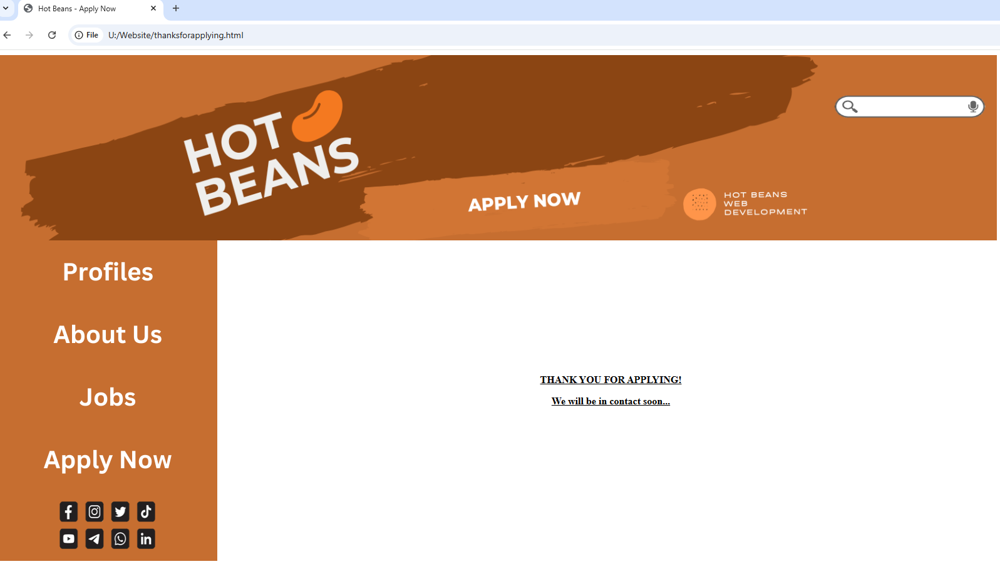 Hot Beans - Apply Now
File U:/Website/thanksforapplying.html
HOT
BEANS
APPLY NOW
HOT BEANS
WEB
DEVELOPMENT
Profiles
About Us
Jobs
Apply Now
THANK YOU FOR APPLYING!
We will be in contact soon...